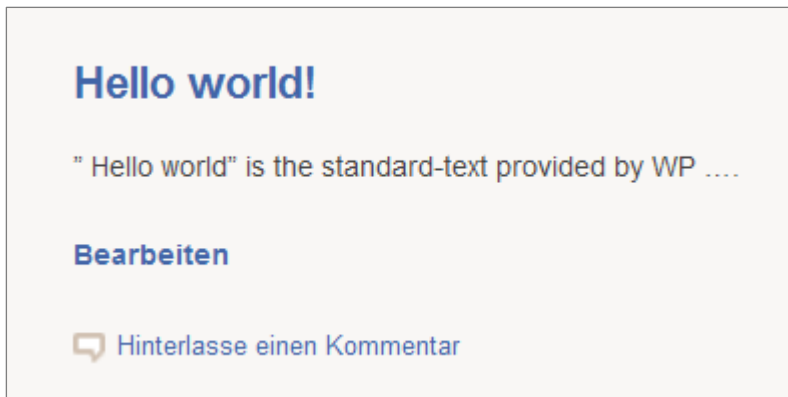 Hello world!
” Hello world” is the standard-text provided by WP ….
Bearbeiten
Hinterlasse einen Kommentar